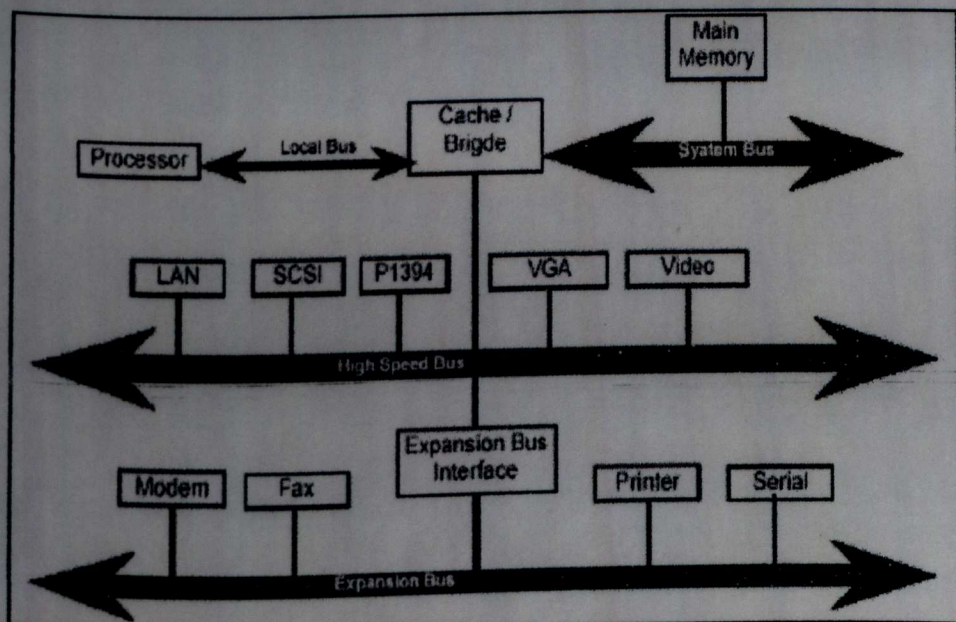 Main
Memory
Cache /
Brigde
Processor
Local Bus
System Bus
LAN
SCSI
P1394
VGA
Video
High Speed Bus
Expansion Bus
Interface
Modem
Fax
Printer
Serial
Expansion Bus